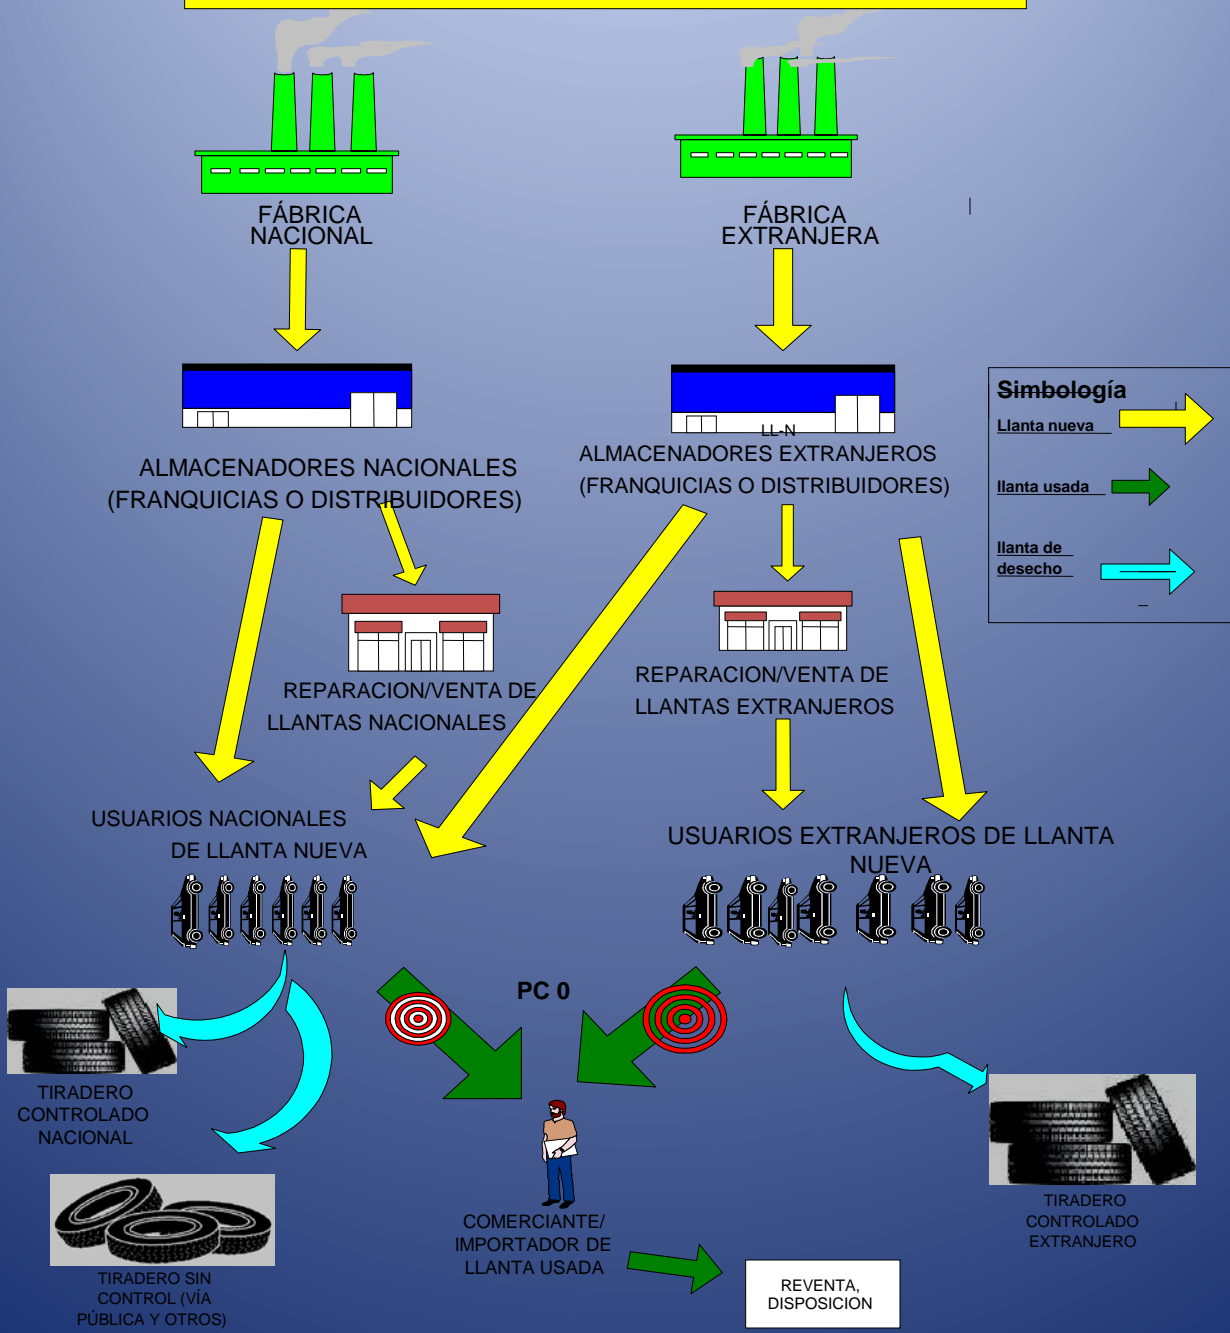 FÁBRICA
NACIONAL
FÁBRICA
EXTRANJERA
Simbología
Llanta nueva
llanta usada
llanta de
desecho
ALMACENADORES NACIONALES
(FRANQUICIAS O DISTRIBUIDORES)
LL-N
ALMACENADORES EXTRANJEROS
(FRANQUICIAS O DISTRIBUIDORES)
REPARACION/VENTA DE
LLANTAS NACIONALES
REPARACION/VENTA DE
LLANTAS EXTRANJEROS
USUARIOS NACIONALES
DE LLANTA NUEVA
USUARIOS EXTRANJEROS DE LLANTA
NUEVA
PC 0
TIRADERO
CONTROLADO
NACIONAL
TIRADERO SIN
CONTROL (VÍA
PÚBLICA Y OTROS)
COMERCIANTE/
IMPORTADOR DE
LLANTA USADA
REVENTA,
DISPOSICION
TIRADERO
CONTROLADO
EXTRANJERO